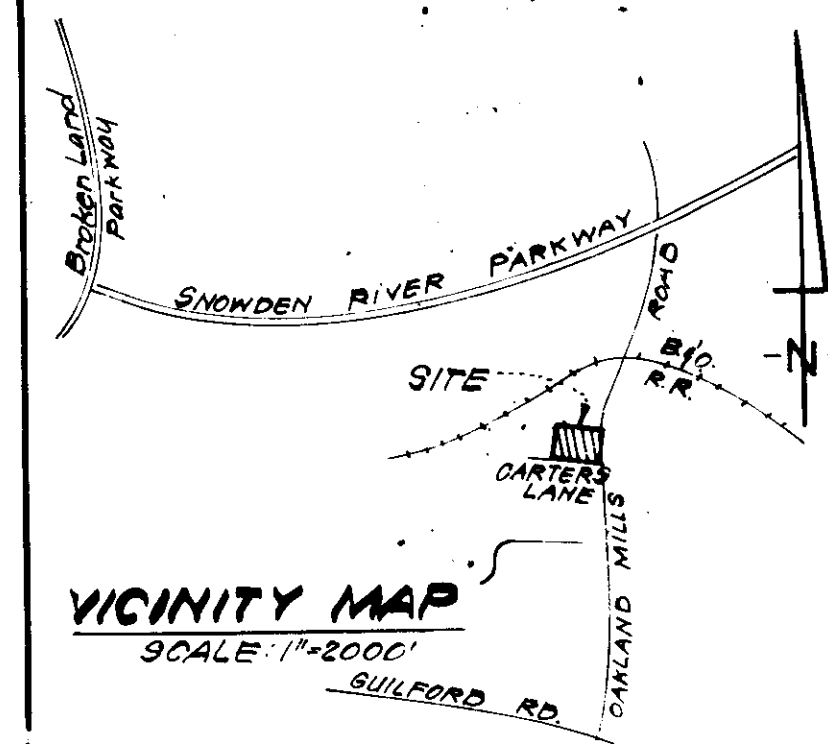 Broken Land
Parkway
SNOWDEN RIVER PARKWAY
ROAD
B&O.
R.R.
SITE
N
CARTERS
LANE
OAKLAND MILLS
VICINITY MAP
SCALE: 1"=2000'
GUILFORD RD.